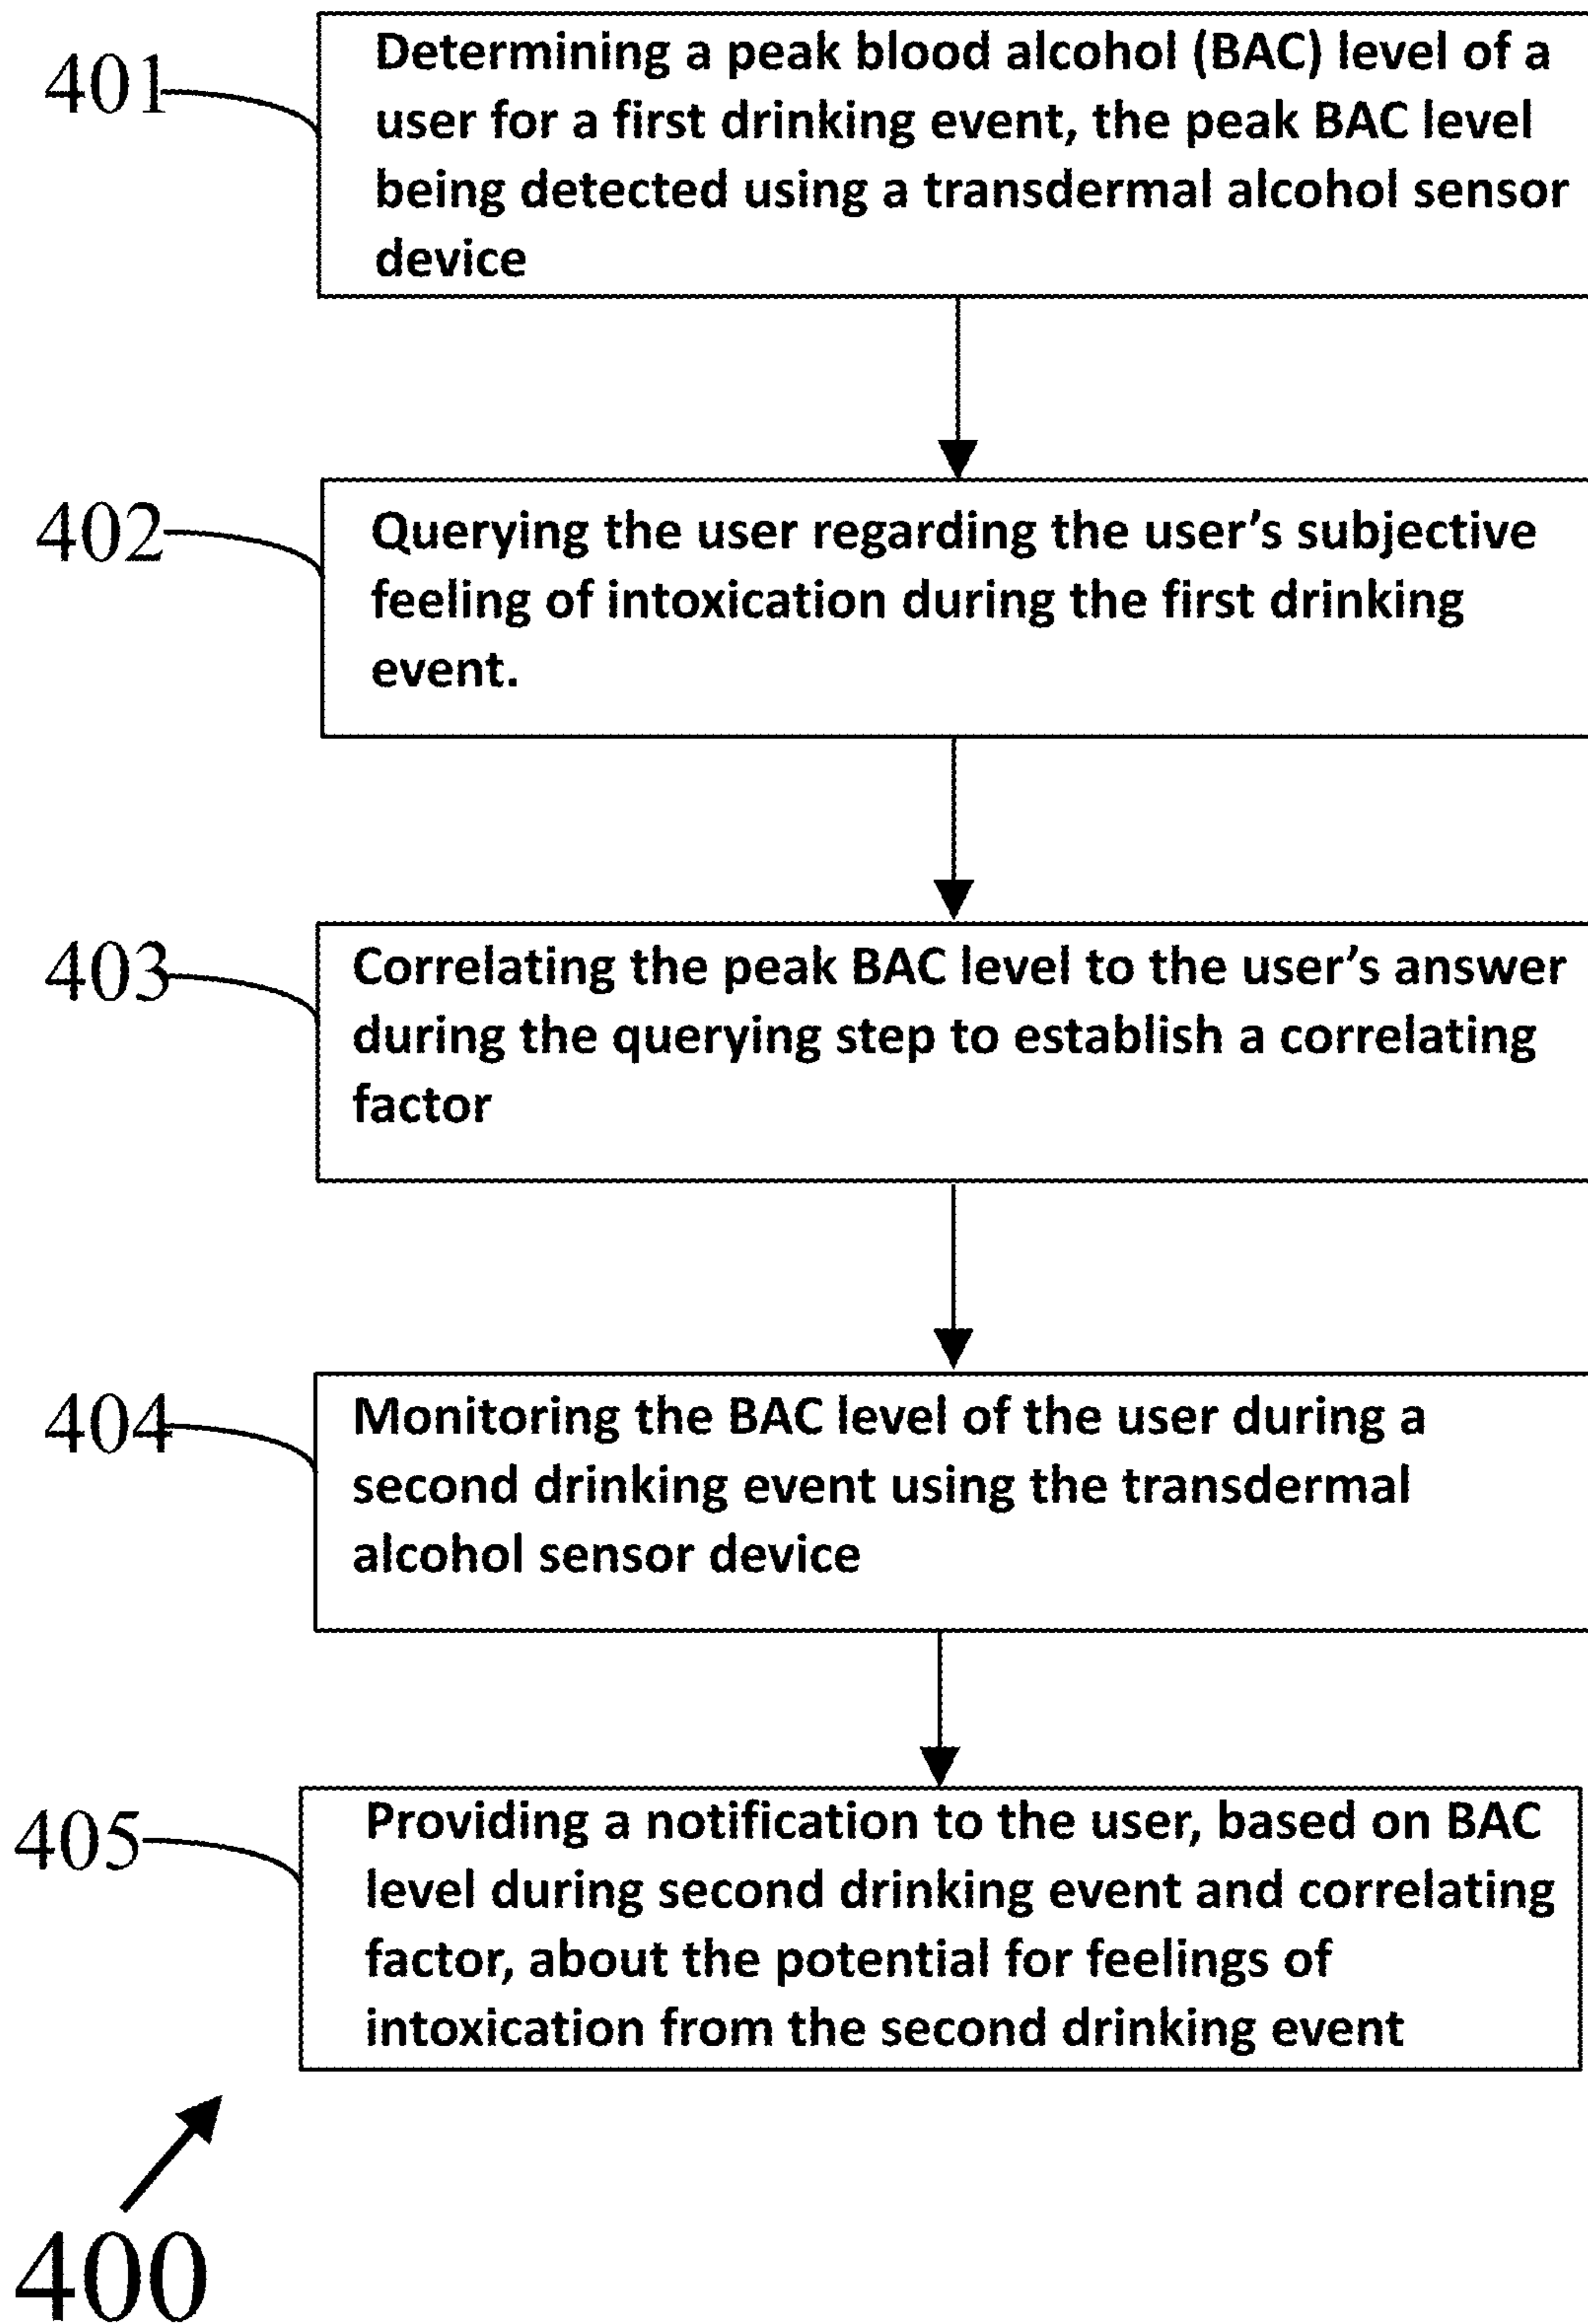 401
Determining a peak blood alcohol (BAC) level of a
user for a first drinking event, the peak BAC level
being detected using a transdermal alcohol sensor
device
402
Querying the user regarding the user’s subjective
feeling of intoxication during the first drinking
event.
403
Correlating the peak BAC level to the user’s answer
during the querying step to establish a correlating
factor
404
Monitoring the BAC level of the user during a
second drinking event using the transdermal
alcohol sensor device
405
Providing a notification to the user, based on BAC
level during second drinking event and correlating
factor, about the potential for feelings of
intoxication from the second drinking event
400